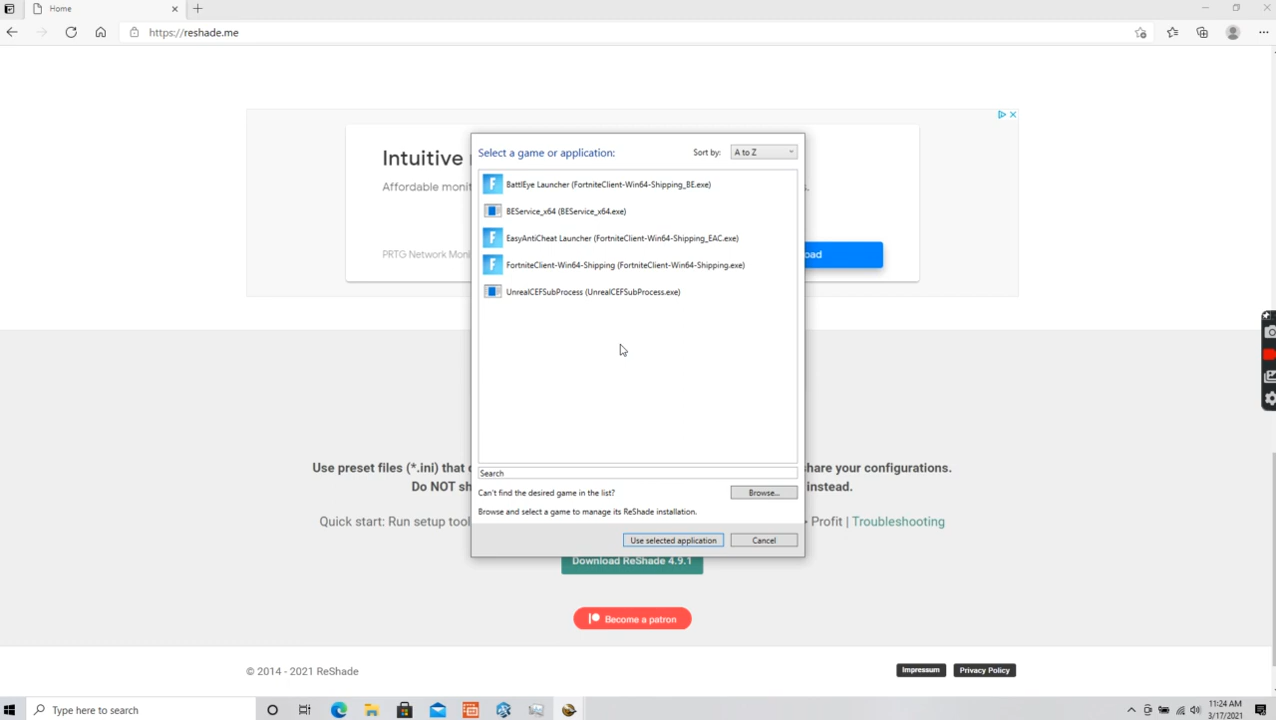 Home
https://reshade.me
Intuitive
Affordable moni
PRTG Network Moni
Select a game or application:
Sort by:
A to Z
BattlEye Launcher (FortniteClient-Win64-Shipping_BE.exe)
BEService_x64 (BEService_x64.exe)
EasyAntiCheat Launcher (FortniteClient-Win64-Shipping_EAC.exe)
FortniteClient-Win64-Shipping (FortniteClient-Win64-Shipping.exe)
UnrealCEFSubProcess (UnrealCEFSubProcess.exe)
Search
Can't find the desired game in the list?
Browse...
Browse and select a game to manage its ReShade installation.
Use selected application
Cancel
s.
oad
Use preset files (*.ini) that
hare your configurations.
Do NOT sh
instead.
Quick start: Run setup tool
Profit | Troubleshooting
Download ReShade 4.9.1
Become a patron
© 2014 - 2021 ReShade
Impressum
Privacy Policy
Type here to search
11:24 AM
3/17/2021